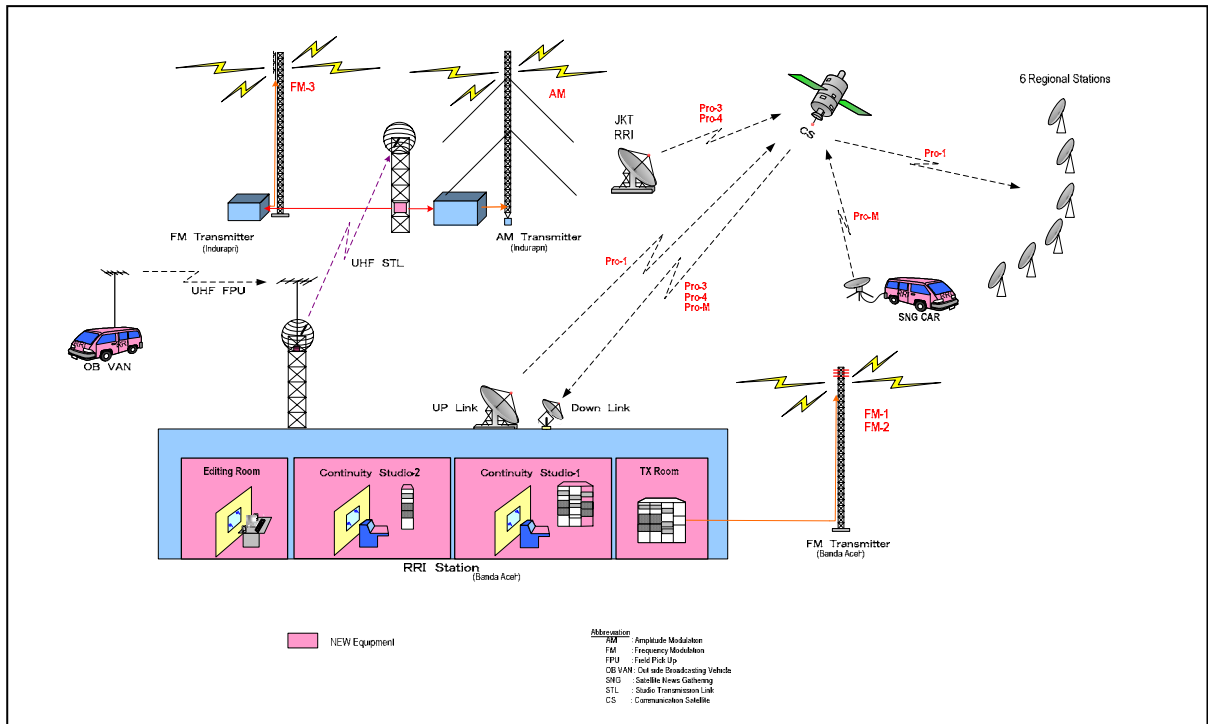 FM-3
AM
FM Transmitter
(Indurapri)
UHF STL
AM Transmitter
(Indurapri)
JKT
RRI
Pro-3
Pro-4
CS
6 Regional Stations
Pro-1
Pro-M
SNG CAR
RRI
UHF FPU
OB VAN
Pro-1
Pro-3
Pro-4
Pro-M
UP Link
Down Link
FM-1
FM-2
FM Transmitter
(Banda Aceh)
Editing Room
Continuity Studio-2
Continuity Studio-1
TX Room
RRI Station
(Banda Aceh)
NEW Equipment
Abbreviation
AM : Amplitude Modulation
FM : Frequency Modulation
FPU : Field Pick Up
OB VAN : Out side Broadcasting Vehicle
SNG : Satellite News Gathering
STL : Studio Transmission Link
CS : Communication Satellite